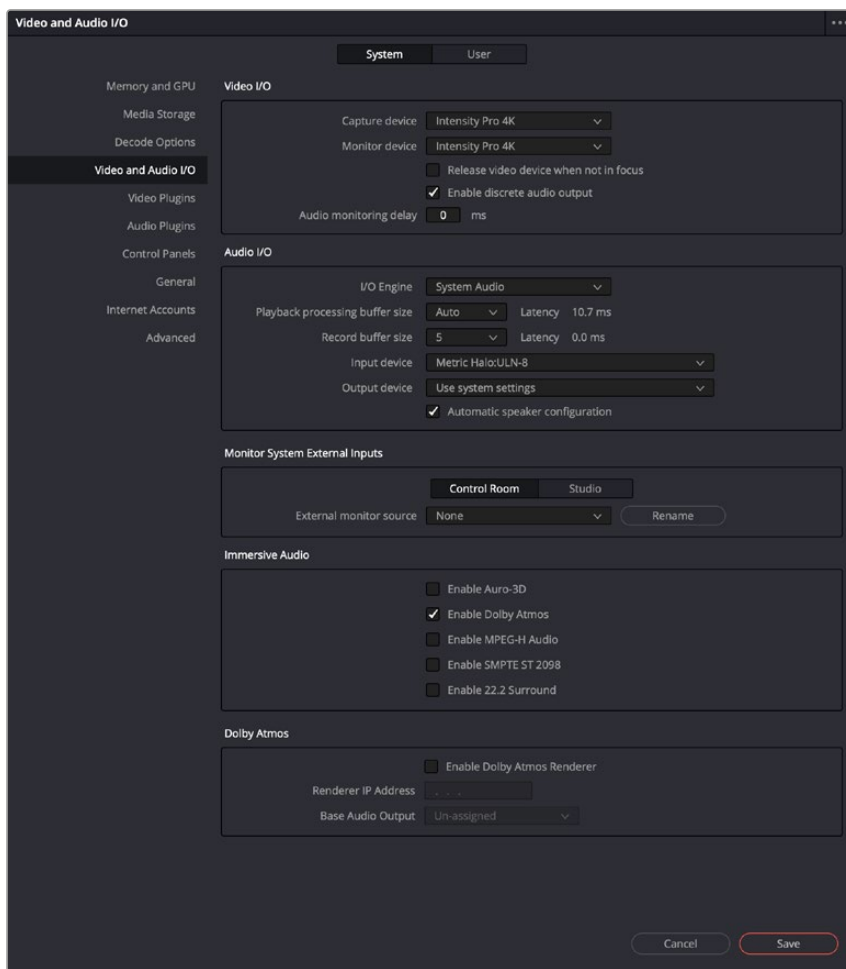 Video and Audio I/O
System User
Memory and GPU
Media Storage
Decode Options
Video and Audio I/O
Video Plugins
Audio Plugins
Control Panels
General
Internet Accounts
Advanced
Video I/O
Capture device Intensity Pro 4K
Monitor device Intensity Pro 4K
Release video device when not in focus
Enable discrete audio output
Audio monitoring delay 0 ms
Audio I/O
I/O Engine System Audio
Playback processing buffer size Auto Latency 10.7 ms
Record buffer size 5 Latency 0.0 ms
Input device Metric Halo:ULN-8
Output device Use system settings
Automatic speaker configuration
Monitor System External Inputs
Control Room Studio
External monitor source None Rename
Immersive Audio
Enable Auro-3D
Enable Dolby Atmos
Enable MPEG-H Audio
Enable SMPTE ST 2098
Enable 22.2 Surround
Dolby Atmos
Enable Dolby Atmos Renderer
Renderer IP Address . . .
Base Audio Output Un-assigned
Cancel Save